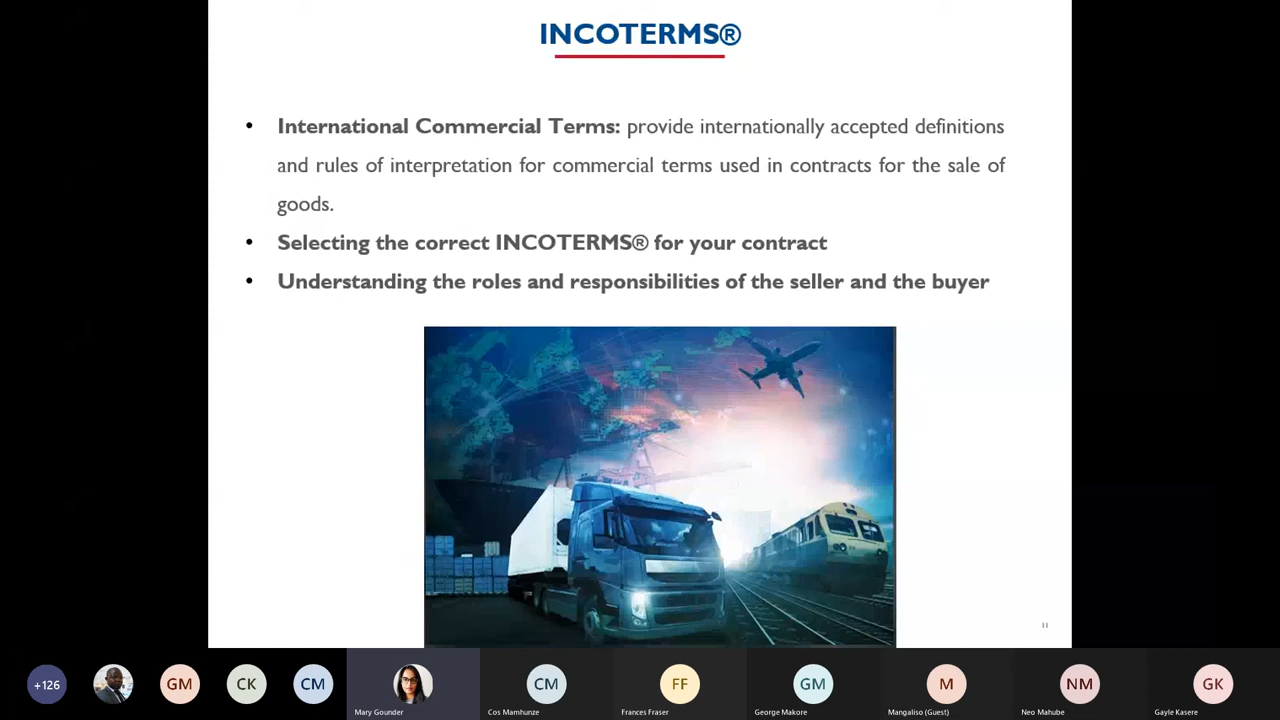 INCOTERMS®
• International Commercial Terms: provide internationally accepted definitions
and rules of interpretation for commercial terms used in contracts for the sale of
goods.
• Selecting the correct INCOTERMS® for your contract
• Understanding the roles and responsibilities of the seller and the buyer
11
+126
GM
CK
CM
CM
FF
GM
M
NM
GK
Mary Gounder
Cos Mamhunze
Frances Fraser
George Makore
Mangaliso (Guest)
Neo Mahube
Gayle Kasere